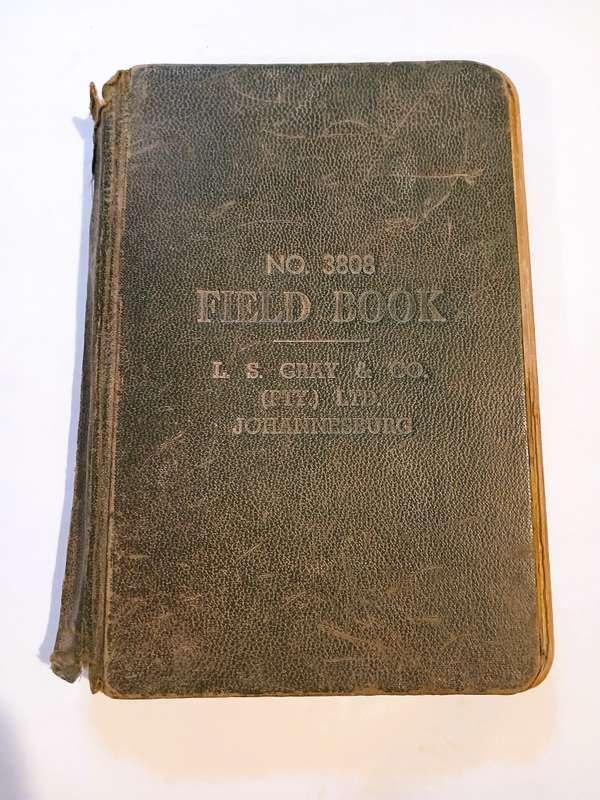 NO. 3808
FIELD BOOK
L. S. GRAY & CO.
(PTY.) LTD.
JOHANNESBURG